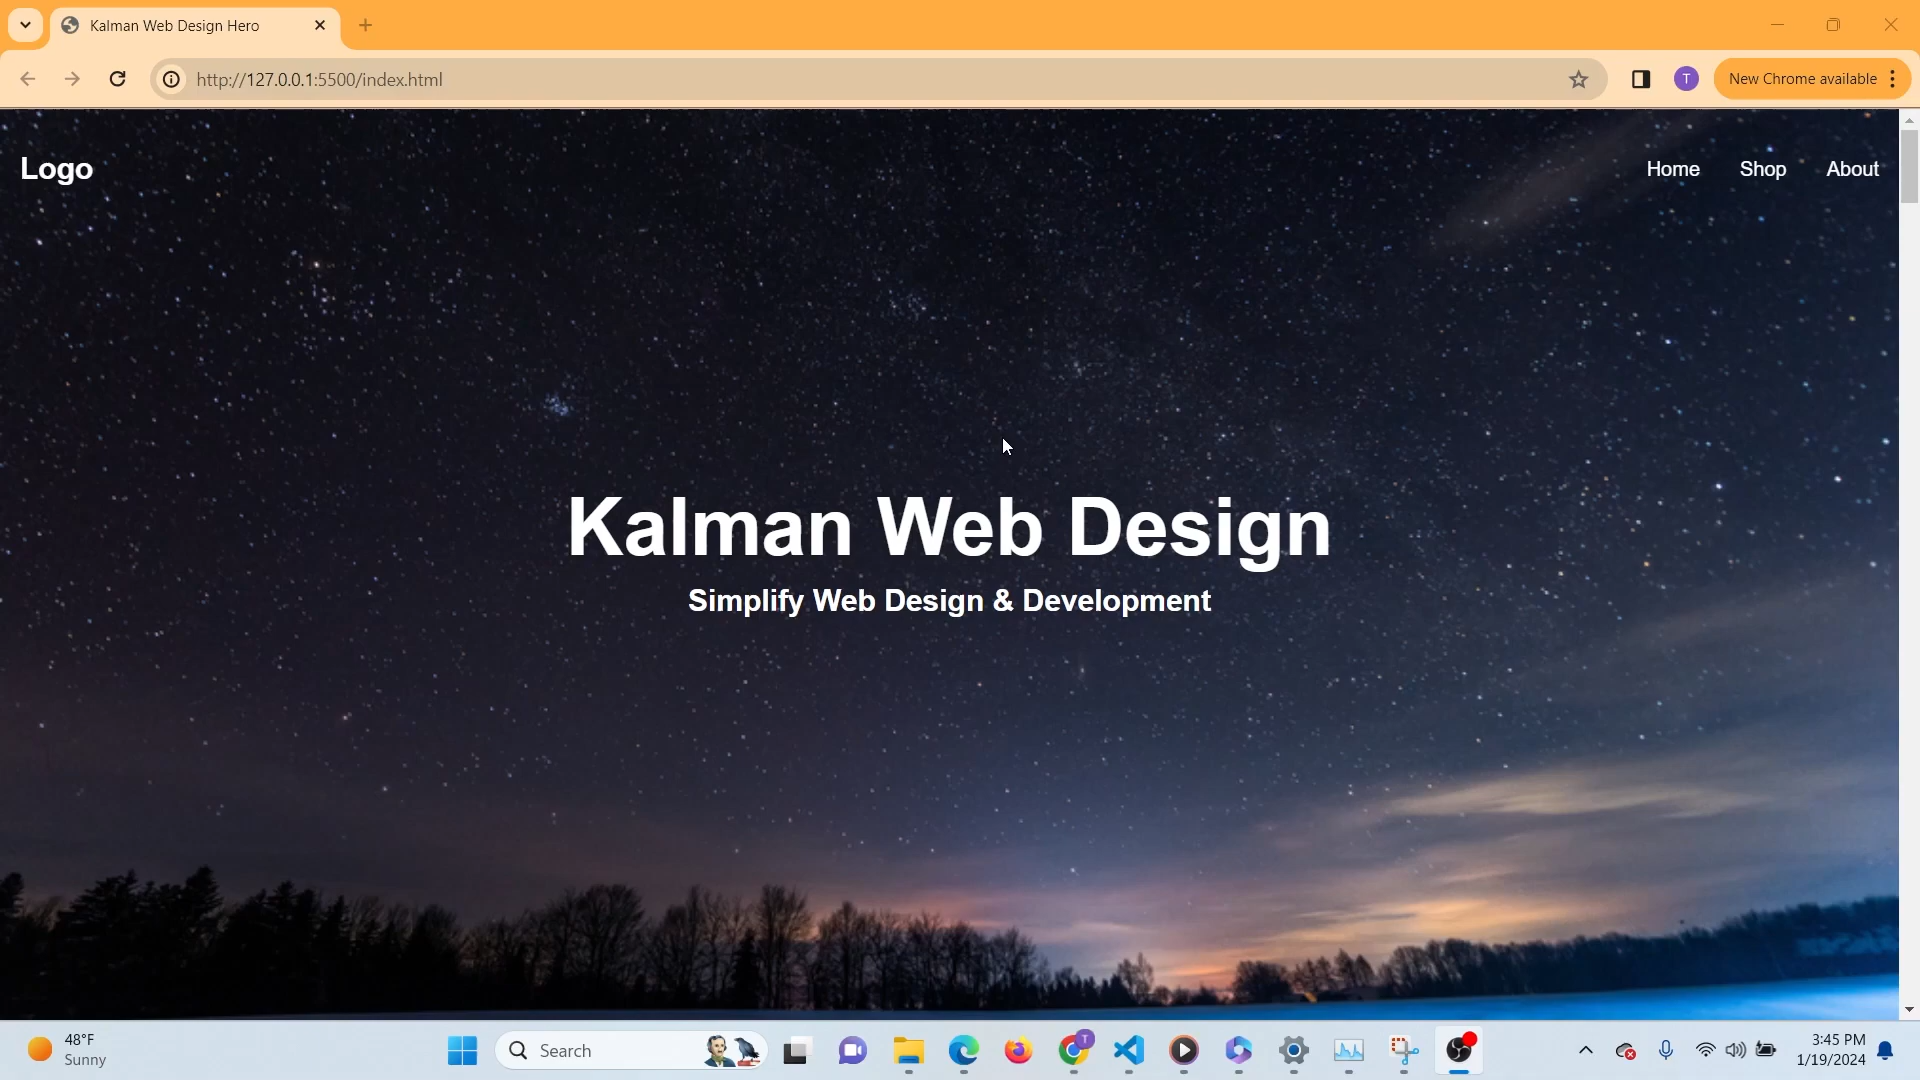 Kalman Web Design Hero
http://127.0.0.1:5500/index.html
T
New Chrome available
Logo
Home Shop About
Kalman Web Design
Simplify Web Design & Development
48°F
Sunny
Search
T
3:45 PM
1/19/2024